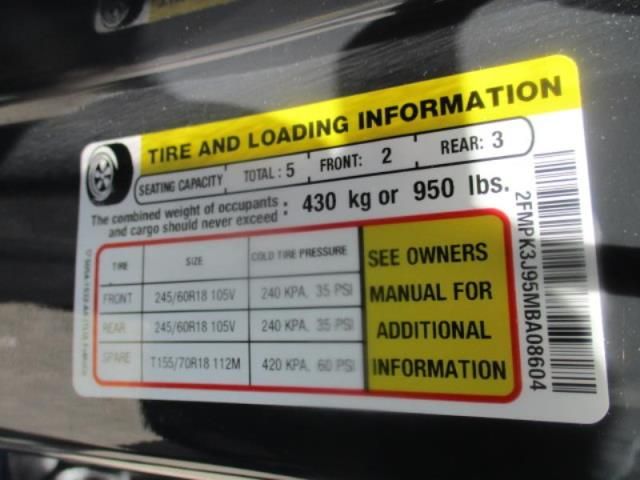 TIRE AND LOADING INFORMATION
SEATING CAPACITY TOTAL : 5 FRONT: 2 REAR: 3
The combined weight of occupants
and cargo should never exceed : 430 kg or 950 lbs.
TIRE SIZE COLD TIRE PRESSURE
FRONT 245/60R18 105V 240 KPA, 35 PSI
REAR 245/60R18 105V 240 KPA, 35 PSI
SPARE T155/70R18 112M 420 KPA, 60 PSI
SEE OWNERS
MANUAL FOR
ADDITIONAL
INFORMATION
2FMPK3J95MBA08604